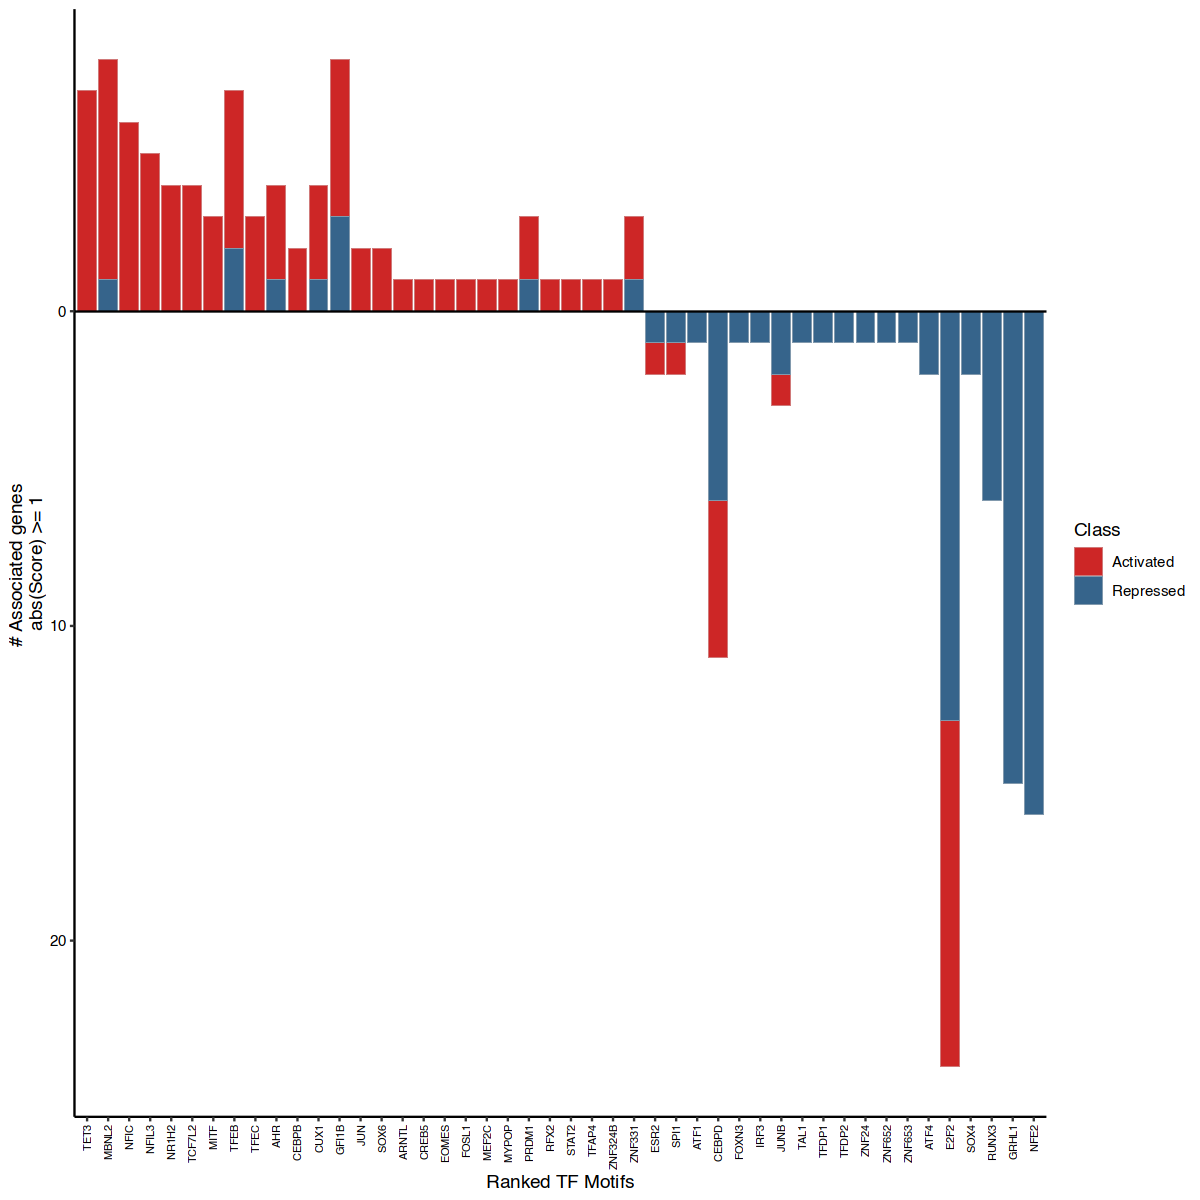 # Associated genes
abs(Score) >= 1
0
10
20
TET3
MBNL2
NFIC
NFIL3
NR1H2
TCF7L2
MITF
TFEB
TFEC
AHR
CEBPB
CUX1
GFI1B
JUN
SOX6
ARNTL
CREB5
EOMES
FOSL1
MEF2C
MYPOP
PRDM1
RFX2
STAT2
TFAP4
ZNF324B
ZNF331
ESR2
SPI1
ATF1
CEBPD
FOXN3
IRF3
JUNB
TAL1
TFDP1
TFDP2
ZNF24
ZNF652
ZNF653
ATF4
E2F2
SOX4
RUNX3
GRHL1
NFE2
Ranked TF Motifs
Class
Activated
Repressed